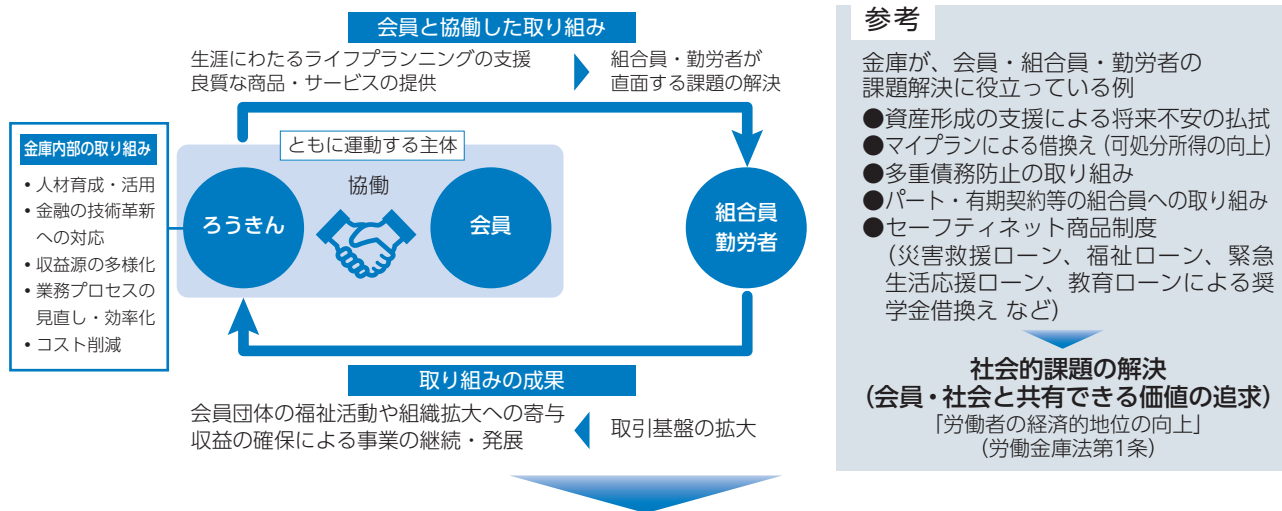 会員と協働した取り組み
生涯にわたるライフプランニングの支援
良質な商品・サービスの提供
組合員・勤労者が
直面する課題の解決
金庫内部の取り組み
• 人材育成・活用
• 金融の技術革新
への対応
• 収益源の多様化
• 業務プロセスの
見直し・効率化
• コスト削減
ともに運動する主体
協働
ろうきん
会員
組合員
勤労者
取り組みの成果
会員団体の福祉活動や組織拡大への寄与
収益の確保による事業の継続・発展
取引基盤の拡大
参考
金庫が、会員・組合員・勤労者の
課題解決に役立っている例
●資産形成の支援による将来不安の払拭
●マイプランによる借換え(可処分所得の向上)
●多重債務防止の取り組み
●パート・有期契約等の組合員への取り組み
●セーフティネット商品制度
(災害救援ローン、福祉ローン、緊急
生活応援ローン、教育ローンによる奨
学金借換え など)
社会的課題の解決
(会員・社会と共有できる価値の追求)
「労働者の経済的地位の向上」
(労働金庫法第1条)